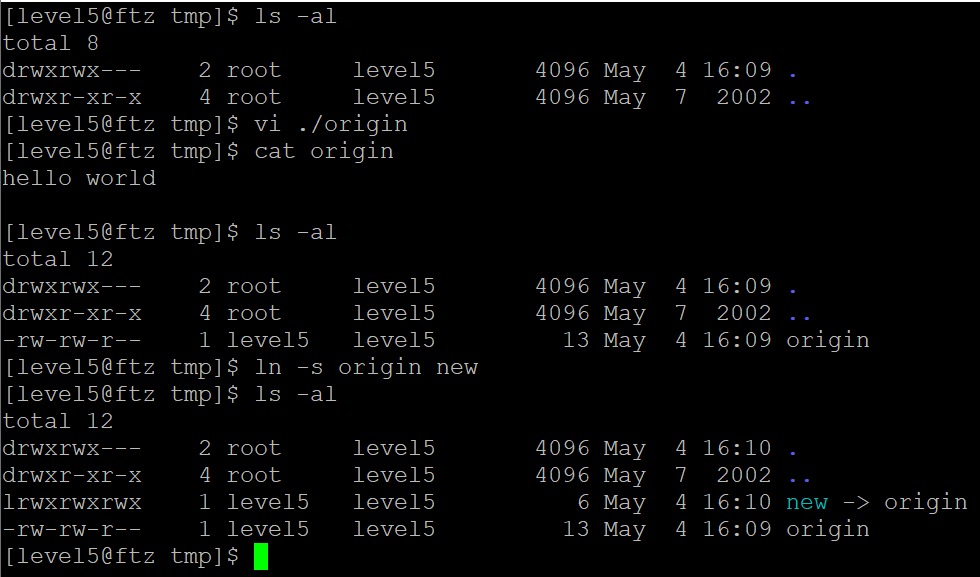 [level5@ftz tmp]$ ls -al
total 8
drwxrwx---    2 root     level5       4096 May  4 16:09 .
drwxr-xr-x    4 root     level5       4096 May  7  2002 ..
[level5@ftz tmp]$ vi ./origin
[level5@ftz tmp]$ cat origin
hello world

[level5@ftz tmp]$ ls -al
total 12
drwxrwx---    2 root     level5       4096 May  4 16:09 .
drwxr-xr-x    4 root     level5       4096 May  7  2002 ..
-rw-rw-r--    1 level5   level5         13 May  4 16:09 origin
[level5@ftz tmp]$ ln -s origin new
[level5@ftz tmp]$ ls -al
total 12
drwxrwx---    2 root     level5       4096 May  4 16:10 .
drwxr-xr-x    4 root     level5       4096 May  7  2002 ..
lrwxrwxrwx    1 level5   level5          6 May  4 16:10 new -> origin
-rw-rw-r--    1 level5   level5         13 May  4 16:09 origin
[level5@ftz tmp]$